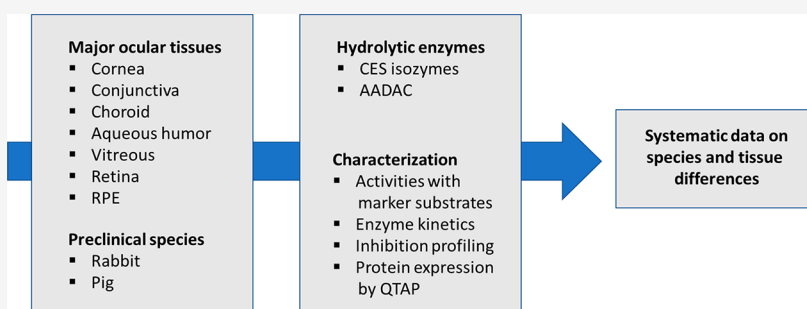 Major ocular tissues
▪ Cornea
▪ Conjunctiva
▪ Choroid
▪ Aqueous humor
▪ Vitreous
▪ Retina
▪ RPE
Preclinical species
▪ Rabbit
▪ Pig
Hydrolytic enzymes
▪ CES isozymes
▪ AADAC
Characterization
▪ Activities with
marker substrates
▪ Enzyme kinetics
▪ Inhibition profiling
▪ Protein expression
by QTAP
Systematic data on
species and tissue
differences